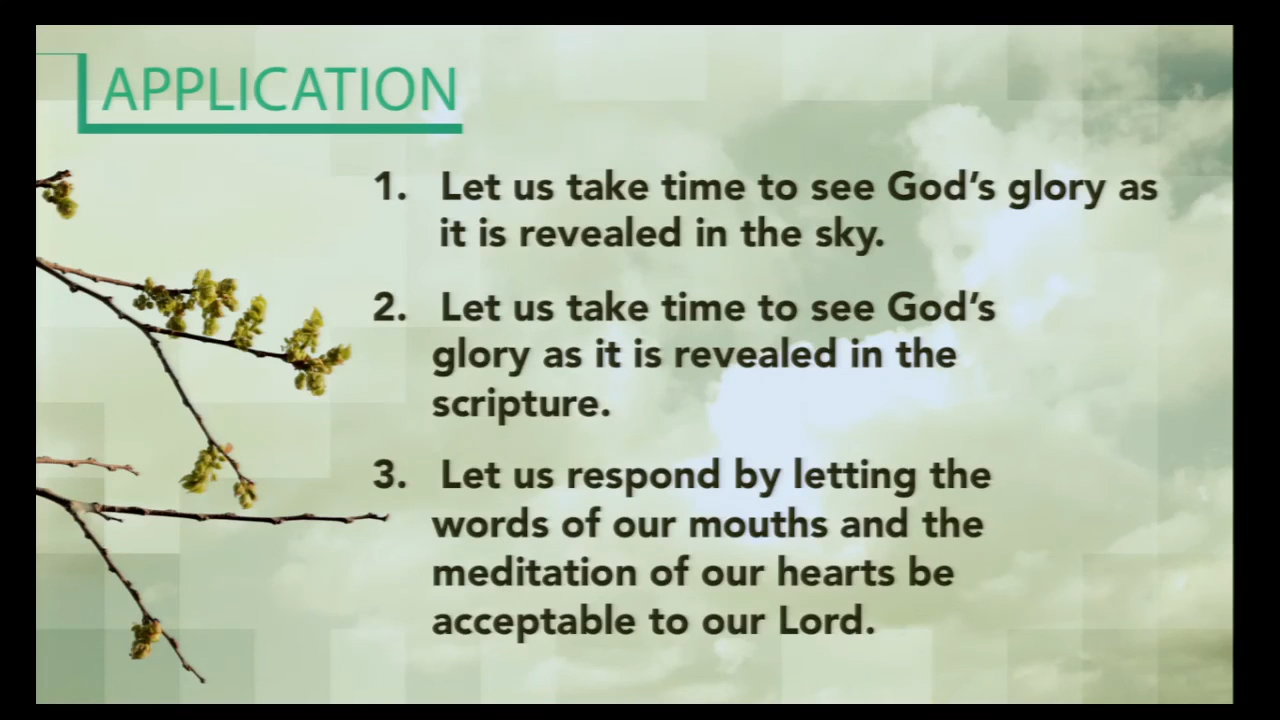 APPLICATION
1. Let us take time to see God's glory as
it is revealed in the sky.
2. Let us take time to see God's
glory as it is revealed in the
scripture.
3. Let us respond by letting the
words of our mouths and the
meditation of our hearts be
acceptable to our Lord.